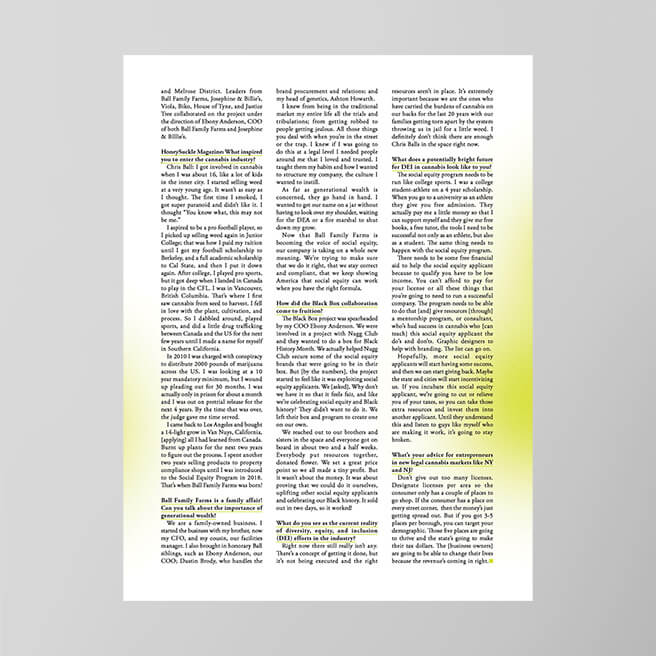 and Melrose District. Leaders from
Ball Family Farms, Josephine & Billie's,
Viola, Biko, House of Tyne, and Justice
Tree collaborated on the project under
the direction of Ebony Anderson, COO
of both Ball Family Farms and Josephine
& Billie's.
HoneySuckle Magazine: What inspired
you to enter the cannabis industry?
Chris Ball: I got involved in cannabis
when I was about 16, like a lot of kids
in the inner city. I started selling weed
at a very young age. It wasn't as easy as
I thought. The first time I smoked, I
got super paranoid and didn't like it. I
thought "You know what, this may not
be me."
I aspired to be a pro football player, so
I picked up selling weed again in Junior
College; that was how I paid my tuition
until I got my football scholarship to
Berkeley, and a full academic scholarship
to Cal State, and then I put it down
again. After college, I played pro sports,
but it got deep when I landed in Canada
to play in the CFL. I was in Vancouver,
British Columbia. That's where I first
saw cannabis from seed to harvest. I fell
in love with the plant, cultivation, and
process. So I dabbled around, played
sports, and did a little drug trafficking
between Canada and the US for the next
few years until I made a name for myself
in Southern California.
In 2010 I was charged with conspiracy
to distribute 2000 pounds of marijuana
across the US. I was looking at a 10
year mandatory minimum, but I wound
up pleading out for 30 months. I was
actually only in prison for about a month
and I was out on pretrial release for the
next 4 years. By the time that was over,
the judge gave me time served.
I came back to Los Angeles and bought
a 14-light grow in Van Nuys, California,
[applying] all I had learned from Canada.
Burnt up plants for the next two years
to figure out the process. I spent another
two years selling products to property
compliance shops until I was introduced
to the Social Equity Program in 2018.
That's when Ball Family Farms was born!
Ball Family Farms is a family affair!
Can you talk about the importance of
generational wealth?
We are a family-owned business. I
started the business with my brother, now
my CFO, and my cousin, our facilities
manager. I also brought in honorary Ball
siblings, such as Ebony Anderson, our
COO; Dustin Brody, who handles the
brand procurement and relations; and
my head of genetics, Ashton Howarth.
I knew from being in the traditional
market my entire life all the trials and
tribulations; from getting robbed to
people getting jealous. All those things
you deal with when you're in the street
or the trap. I knew if I was going to
do this at a legal level I needed people
around me that I loved and trusted. I
taught them my habits and how I wanted
to structure my company, the culture I
wanted to instill.
As far as generational wealth is
concerned, they go hand in hand. I
wanted to get our name on a jar without
having to look over my shoulder, waiting
for the DEA or a fire marshal to shut
down my grow.
Now that Ball Family Farms is
becoming the voice of social equity,
our company is taking on a whole new
meaning. We're trying to make sure
that we do it right, that we stay correct
and compliant, that we keep showing
America that social equity can work
when you have the right formula.
How did the Black Box collaboration
come to fruition?
The Black Box project was spearheaded
by my COO Ebony Anderson. We were
involved in a project with Nugg Club
and they wanted to do a box for Black
History Month. We actually helped Nugg
Club secure some of the social equity
brands that were going to be in their
box. But [by the numbers], the project
started to feel like it was exploiting social
equity applicants. We [asked], Why don't
we have it so that it feels fair, and like
we're celebrating social equity and Black
history? They didn't want to do it. We
left their box and program to create one
on our own.
We reached out to our brothers and
sisters in the space and everyone got on
board in about two and a half weeks.
Everybody put resources together,
donated flower. We set a great price
point so we all made a tiny profit. But
it wasn't about the money. It was about
proving that we could do it ourselves,
uplifting other social equity applicants
and celebrating our Black history. It sold
out in two days, so it worked!
What do you see as the current reality
of diversity, equity, and inclusion
(DEI) efforts in the industry?
Right now there still really isn't any.
There's a concept of getting it done, but
it's not being executed and the right
resources aren't in place. It's extremely
important because we are the ones who
have carried the burdens of cannabis on
our backs for the last 20 years with our
families getting torn apart by the system
throwing us in jail for a little weed. I
definitely don't think there are enough
Chris Balls in the space right now.
What does a potentially bright future
for DEI in cannabis look like to you?
The social equity program needs to be
run like college sports. I was a college
student-athlete on a 4 year scholarship.
When you go to a university as an athlete
they give you free admission. They
actually pay me a little money so that I
can support myself and they give me free
books, a free tutor, the tools I need to be
successful not only as an athlete, but also
as a student. The same thing needs to
happen with the social equity program.
There needs to be some free financial
aid to help the social equity applicant
because to qualify you have to be low
income. You can't afford to pay for
your license or all these things that
you're going to need to run a successful
company. The program needs to be able
to do that [and] give resources [through]
a mentorship program, or consultant,
who's had success in cannabis who [can
teach] this social equity applicant the
do's and don'ts. Graphic designers to
help with branding. The list can go on.
Hopefully, more social equity
applicants will start having some success,
and then we can start giving back. Maybe
the state and cities will start incentivizing
us. If you incubate this social equity
applicant, we're going to cut or relieve
you of your taxes, so you can take those
extra resources and invest them into
another applicant. Until they understand
this and listen to guys like myself who
are making it work, it's going to stay
broken.
What's your advice for entrepreneurs
in new legal cannabis markets like NY
and NJ?
Don't give out too many licenses.
Designate licenses per area so the
consumer only has a couple of places to
go shop. If the consumer has a place on
every street corner, then the money's just
getting spread out. But if you got 3-5
places per borough, you can target your
demographic. Those five places are going
to thrive and the state's going to make
their tax dollars. The [business owners]
are going to be able to change their lives
because the revenue's coming in right.